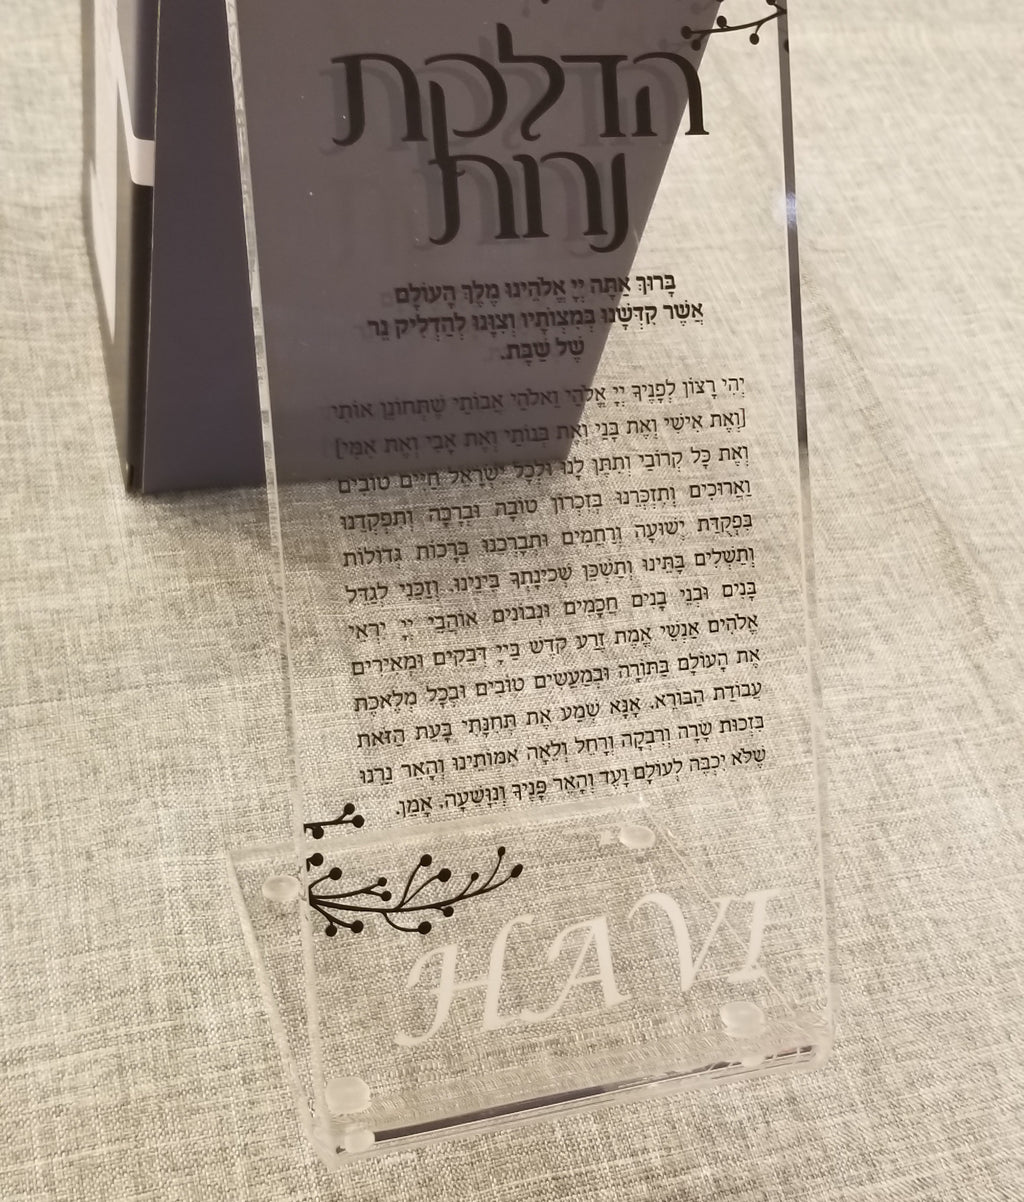 הדלקת
נרות
בָּרוּךְ אַתָּה יְיָ אֱלֹהֵינוּ מֶלֶךְ הָעוֹלָם
אֲשֶׁר קִדְּשָׁנוּ בְּמִצְוֹתָיו וְצִוָּנוּ לְהַדְלִיק נֵר
שֶׁל שַׁבָּת.
יְהִי רָצוֹן לְפָנֶיךָ יְיָ אֱלֹהַי וֵאלֹהֵי אֲבוֹתַי שֶׁתְּחוֹנֵן אוֹתִי
[וְאֶת אִישִׁי וְאֶת בָּנַי וְאֶת בְּנוֹתַי וְאֶת אָבִי וְאֶת אִמִּי]
וְאֶת כָּל קְרוֹבַי וְתִתֶּן לָנוּ וּלְכָל יִשְׂרָאֵל חַיִּים טוֹבִים
וַאֲרוּכִים וְתִזְכְּרֵנוּ בְּזִכְרוֹן טוֹבָה וּבְרָכָה וְתִפְקְדֵנוּ
בִּפְקֻדַּת יְשׁוּעָה וְרַחֲמִים וּתְבָרְכֵנוּ בְּרָכוֹת גְּדוֹלוֹת
וְתַשְׁלִים בָּתֵּינוּ וְתַשְׁכֵּן שְׁכִינָתְךָ בֵּינֵינוּ. וְזַכֵּנִי לְגַדֵּל
בָּנִים וּבְנֵי בָנִים חֲכָמִים וּנְבוֹנִים אוֹהֲבֵי יְיָ יִרְאֵי
אֱלֹהִים אַנְשֵׁי אֱמֶת זֶרַע קֹדֶשׁ בַּייָ דְּבֵקִים וּמְאִירִים
אֶת הָעוֹלָם בַּתּוֹרָה וּבְמַעֲשִׂים טוֹבִים וּבְכָל מְלֶאכֶת
עֲבוֹדַת הַבּוֹרֵא. אָנָּא שְׁמַע אֶת תְּחִנָּתִי בָּעֵת הַזֹּאת
בִּזְכוּת שָׂרָה וְרִבְקָה וְרָחֵל וְלֵאָה אִמּוֹתֵינוּ וְהָאֵר נֵרֵנוּ
שֶׁלֹּא יִכְבֶּה לְעוֹלָם וָעֶד וְהָאֵר פָּנֶיךָ וְנִוָּשֵׁעָה. אָמֵן.
HAVI